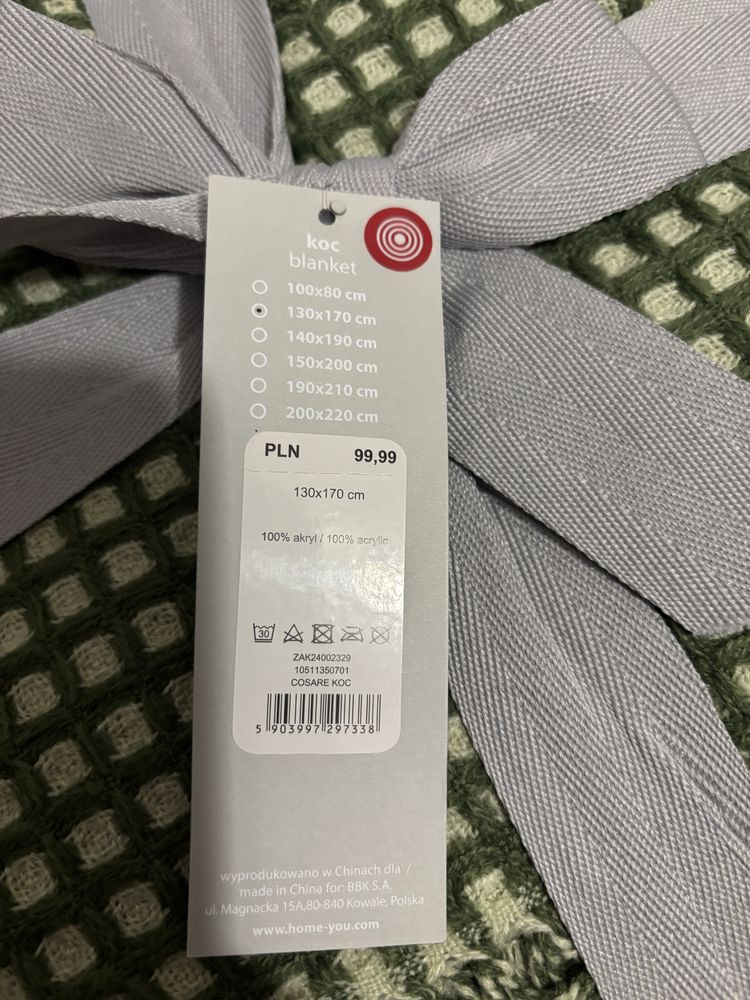 koc
blanket
100x80 cm
130x170 cm
140x190 cm
150x200 cm
190x210 cm
200x220 cm
PLN 99,99
130x170 cm
100% akryl / 100% acrylic
30
ZAK24002329
10511350701
COSARE KOC
5 903997 297338
wyprodukowano w Chinach dla /
made in China for: BBK S.A.
ul. Magnacka 15A,80-840 Kowale, Polska
www.home-you.com